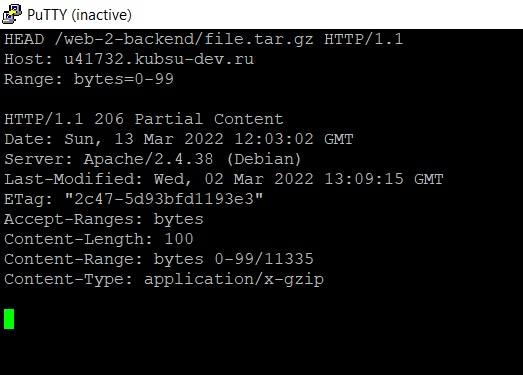 PuTTY (inactive)
HEAD /web-2-backend/file.tar.gz HTTP/1.1
Host: u41732.kubsu-dev.ru
Range: bytes=0-99
HTTP/1.1 206 Partial Content
Date: Sun, 13 Mar 2022 12:03:02 GMT
Server: Apache/2.4.38 (Debian)
Last-Modified: Wed, 02 Mar 2022 13:09:15 GMT
ETag: "2c47-5d93bfd1193e3"
Accept-Ranges: bytes
Content-Length: 100
Content-Range: bytes 0-99/11335
Content-Type: application/x-gzip